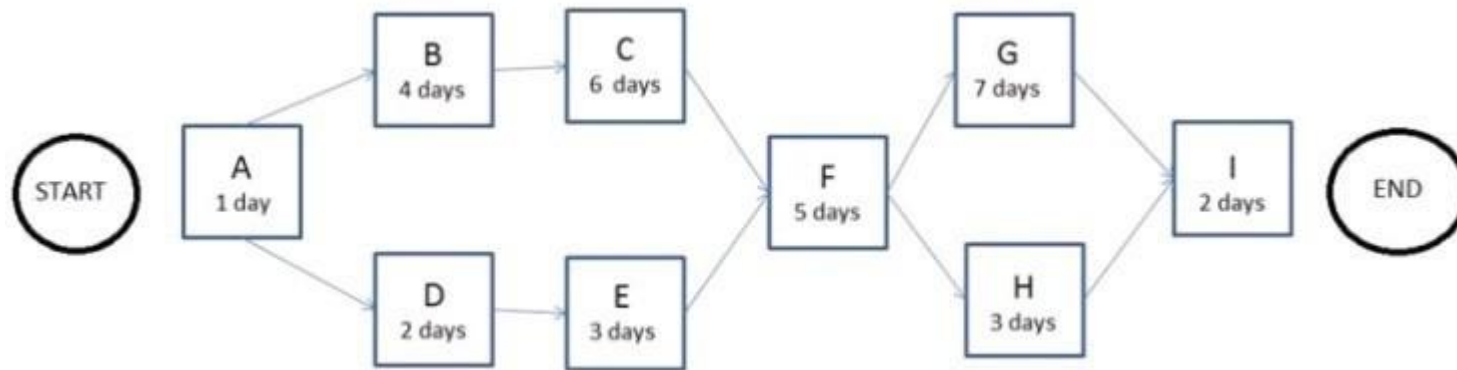 START
A
1 day
B
4 days
C
6 days
D
2 days
E
3 days
F
5 days
G
7 days
H
3 days
I
2 days
END